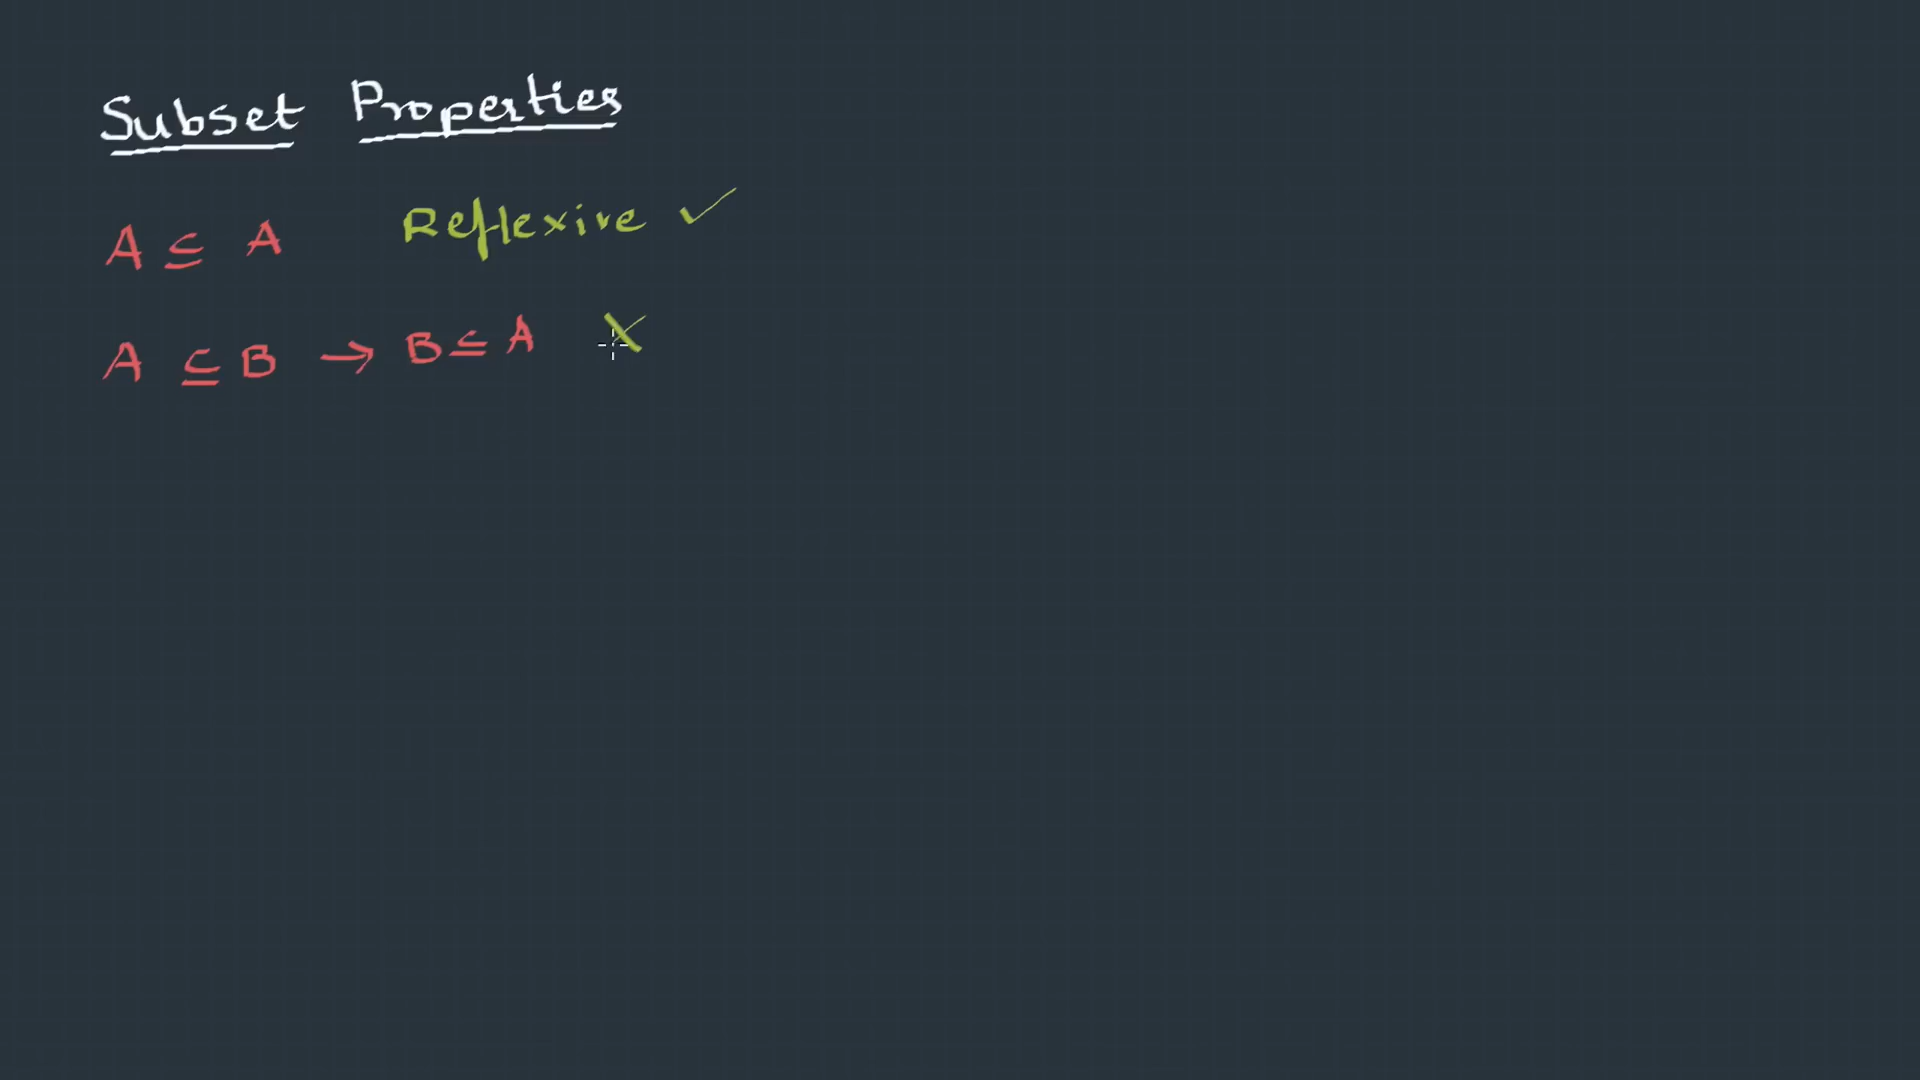 Subset Properties
A ⊆ A Reflexive ✓
A ⊆ B → B ⊆ A ✗